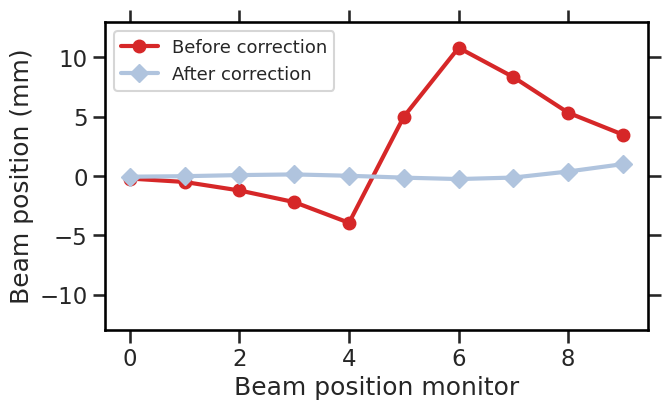 Before correction
After correction
Beam position (mm)
10
5
0
−5
−10
0 2 4 6 8
Beam position monitor